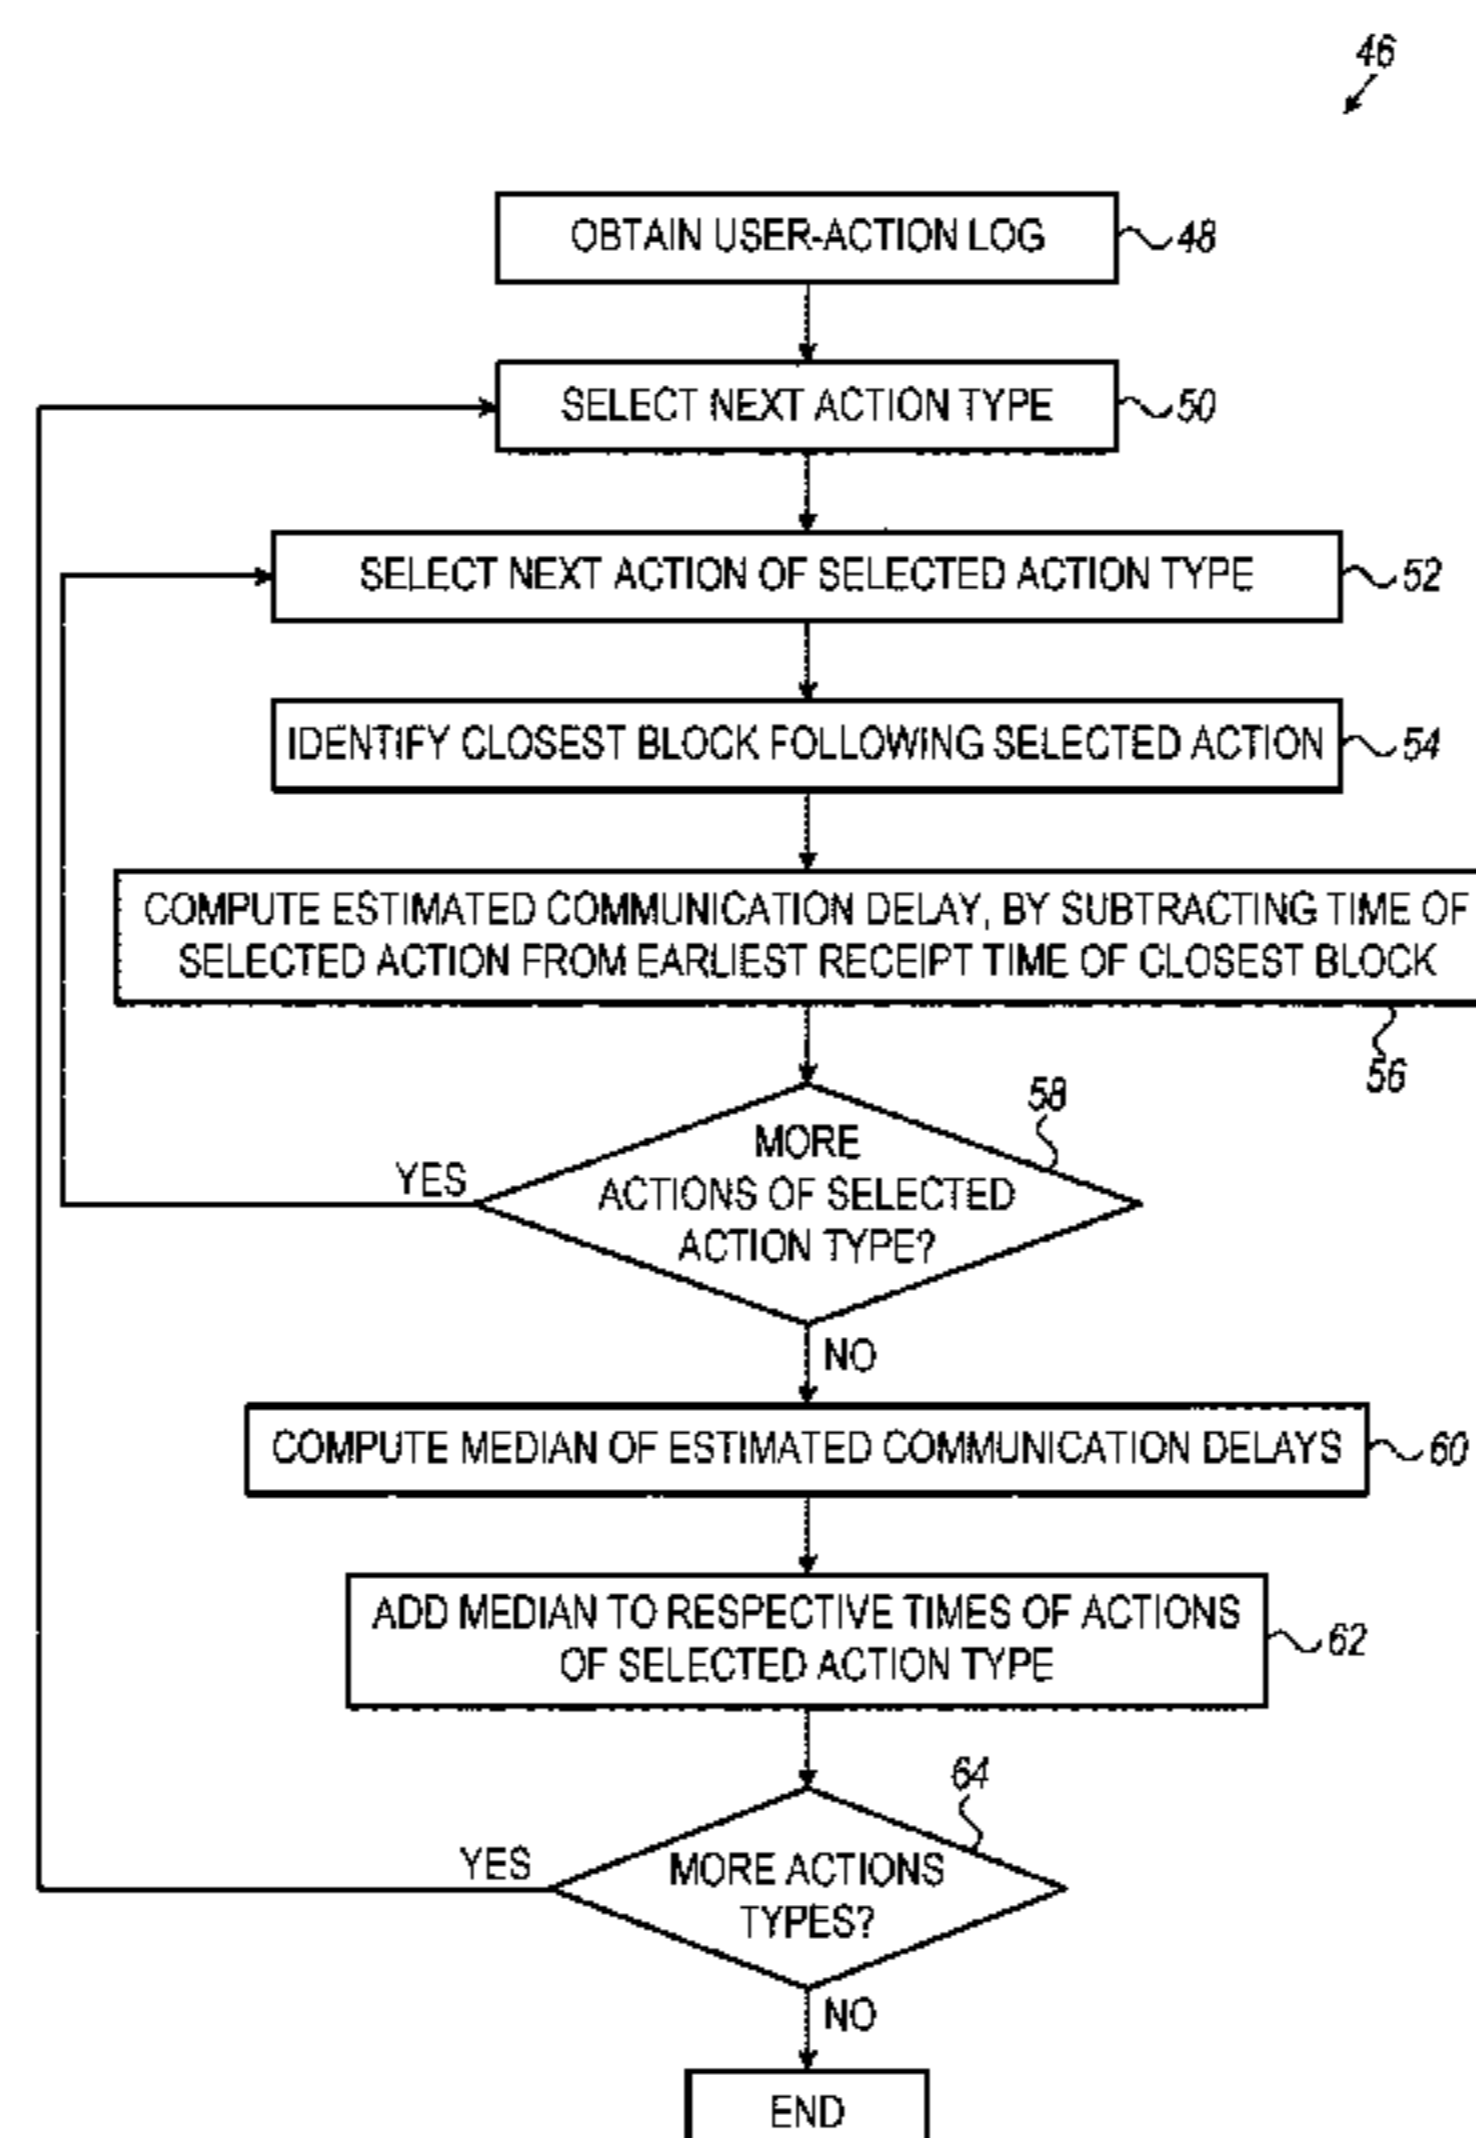 46
OBTAIN USER-ACTION LOG
48
SELECT NEXT ACTION TYPE
50
SELECT NEXT ACTION OF SELECTED ACTION TYPE
52
IDENTIFY CLOSEST BLOCK FOLLOWING SELECTED ACTION
54
COMPUTE ESTIMATED COMMUNICATION DELAY, BY SUBTRACTING TIME OF
SELECTED ACTION FROM EARLIEST RECEIPT TIME OF CLOSEST BLOCK
56
58
MORE
ACTIONS OF SELECTED
ACTION TYPE?
YES
NO
COMPUTE MEDIAN OF ESTIMATED COMMUNICATION DELAYS
60
ADD MEDIAN TO RESPECTIVE TIMES OF ACTIONS
OF SELECTED ACTION TYPE
62
64
MORE ACTIONS
TYPES?
YES
NO
END